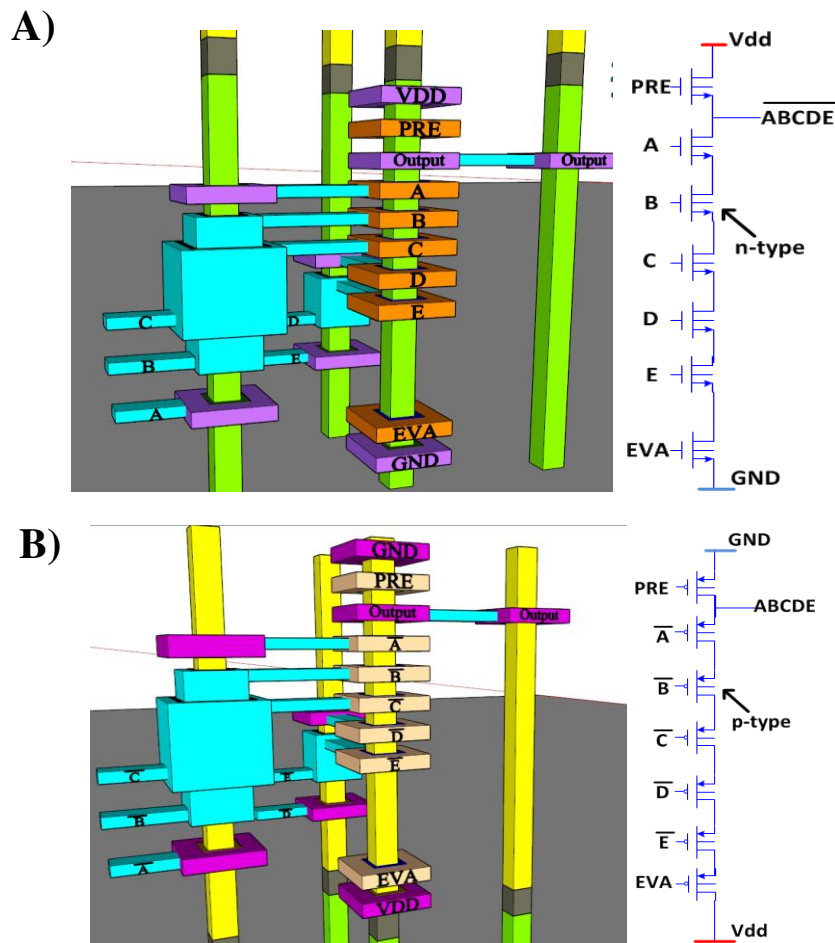 A)
VDD
PRE
Output
Output
A
B
C
D
E
C
B
A
D
E
EVA
GND
Vdd
PRE
A̅B̅C̅D̅E̅
A
B
n-type
C
D
E
EVA
GND
B)
GND
PRE
Output
Output
A̅
B̅
C̅
D̅
E̅
C̅
B̅
A̅
E̅
D̅
EVA
VDD
GND
PRE
ABCDE
A̅
B̅
p-type
C̅
D̅
E̅
EVA
Vdd